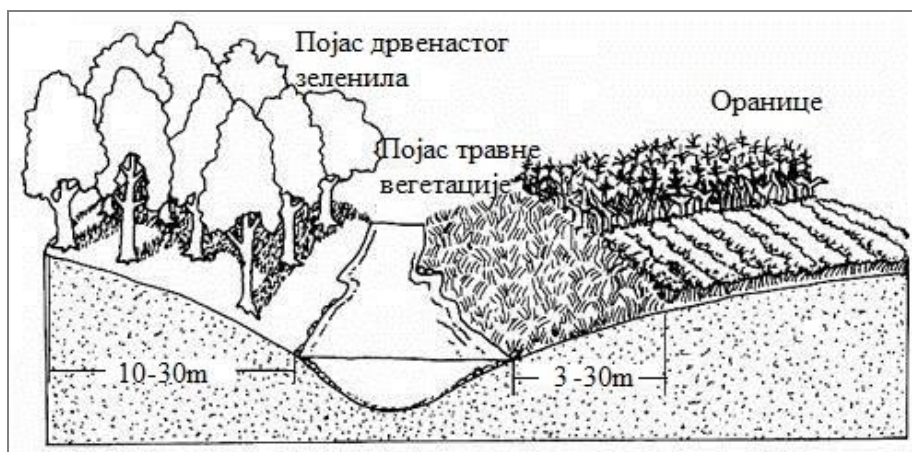 Појас дрвенастог
зеленила
Оранице
Појас травне
вегетације
10-30m
3 -30m